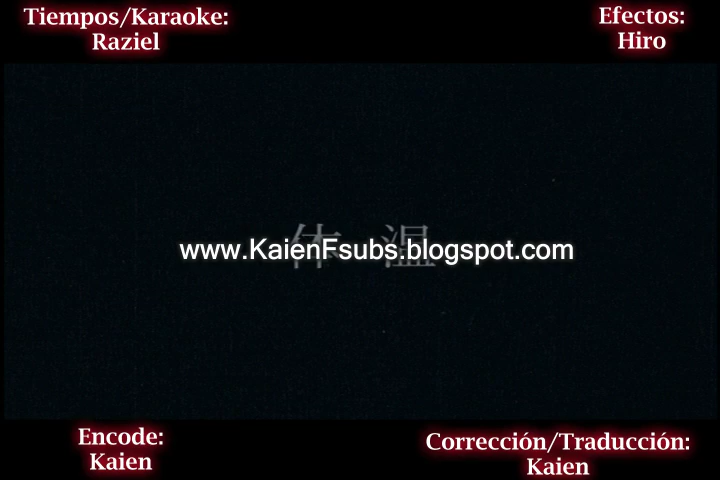 Tiempos/Karaoke:
Raziel
Efectos:
Hiro
体 温
www.KaienFsubs.blogspot.com
Encode:
Kaien
Corrección/Traducción:
Kaien